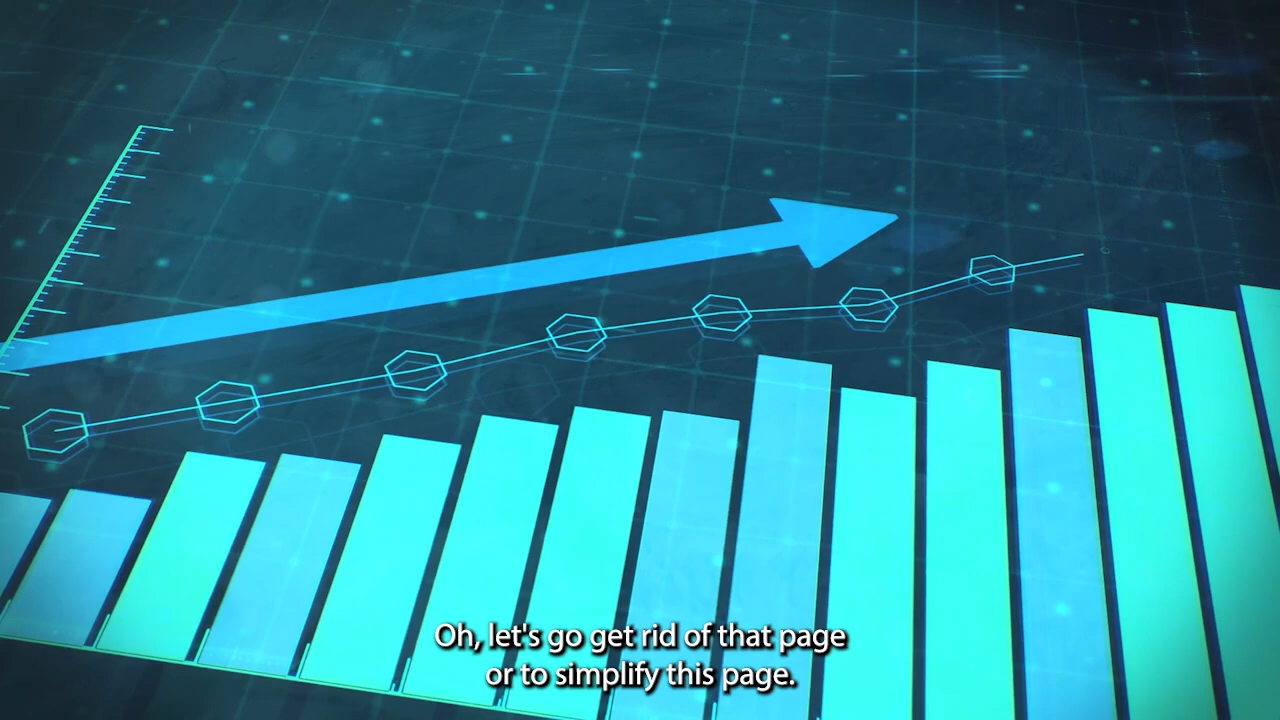 Oh, let's go get rid of that page
or to simplify this page.